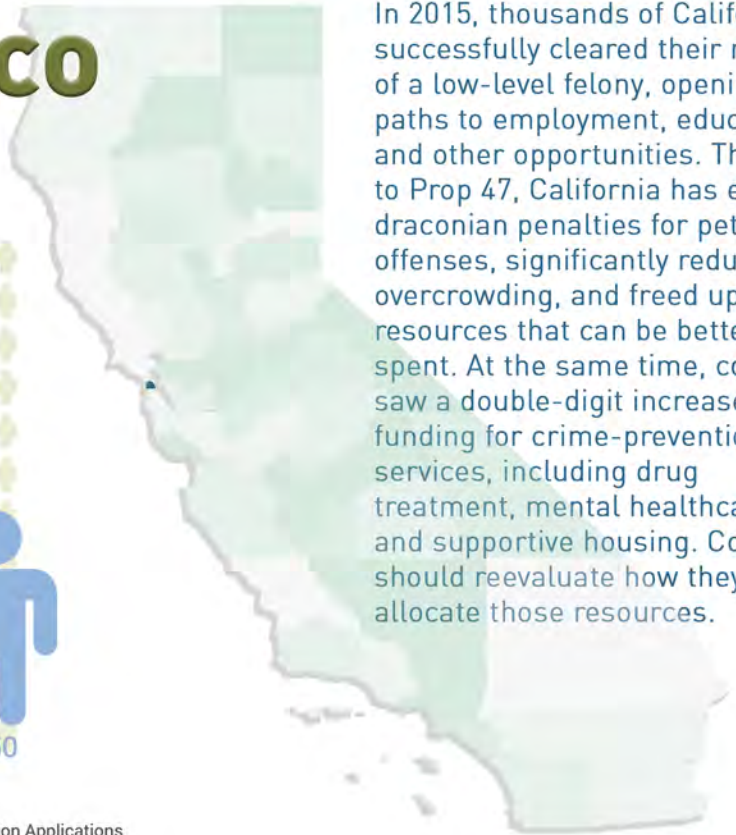 co
In 2015, thousands of Calif
successfully cleared their r
of a low-level felony, openi
paths to employment, educ
and other opportunities. Th
to Prop 47, California has e
draconian penalties for pet
offenses, significantly redu
overcrowding, and freed up
resources that can be bette
spent. At the same time, co
saw a double-digit increase
funding for crime-preventio
services, including drug
treatment, mental healthca
and supportive housing. Co
should reevaluate how they
allocate those resources.
on Applications